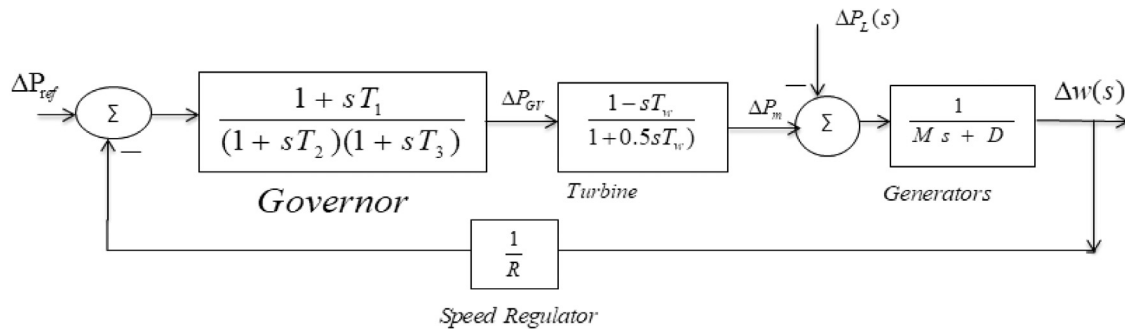 ΔP_L(s)
ΔP_ref
Σ
1 + sT_1
(1 + sT_2)(1 + sT_3)
ΔP_GV
1 − sT_w
1 + 0.5sT_w)
ΔP_m
−
Σ
1
M s + D
Δw(s)
−
Governor
Turbine
Generators
1
R
Speed Regulator